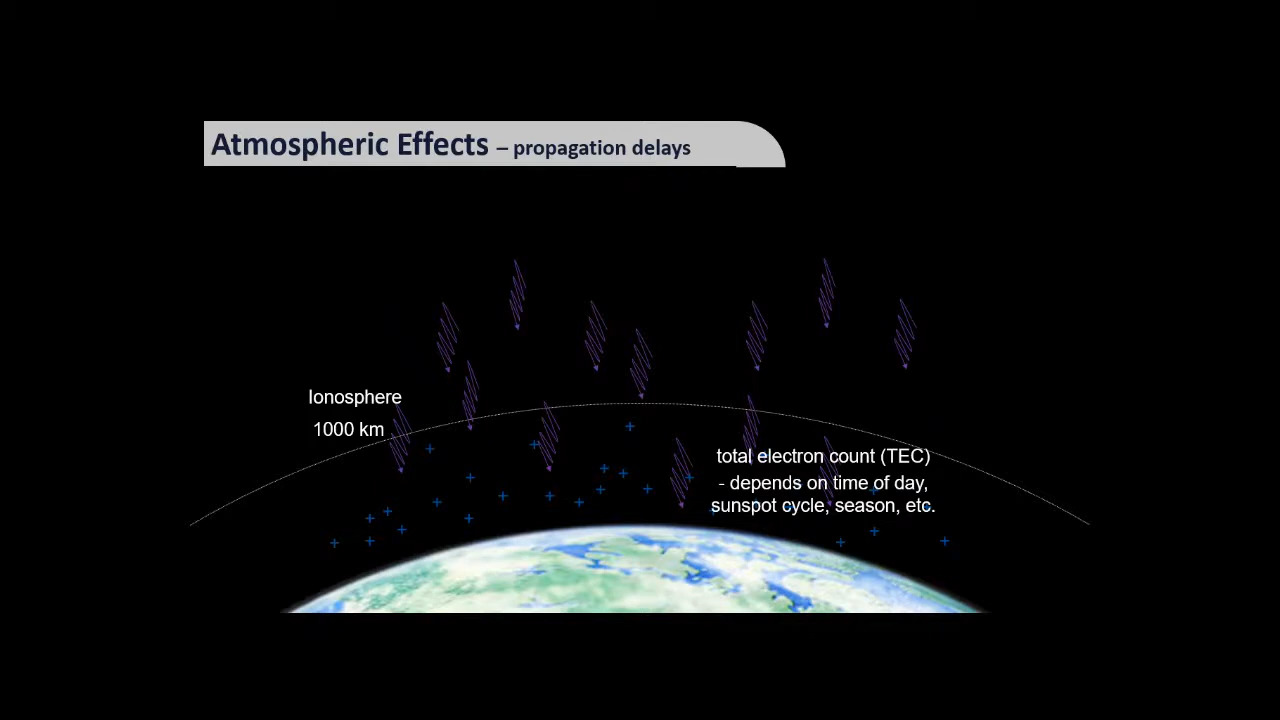 Atmospheric Effects – propagation delays
Ionosphere
1000 km
total electron count (TEC)
- depends on time of day,
sunspot cycle, season, etc.